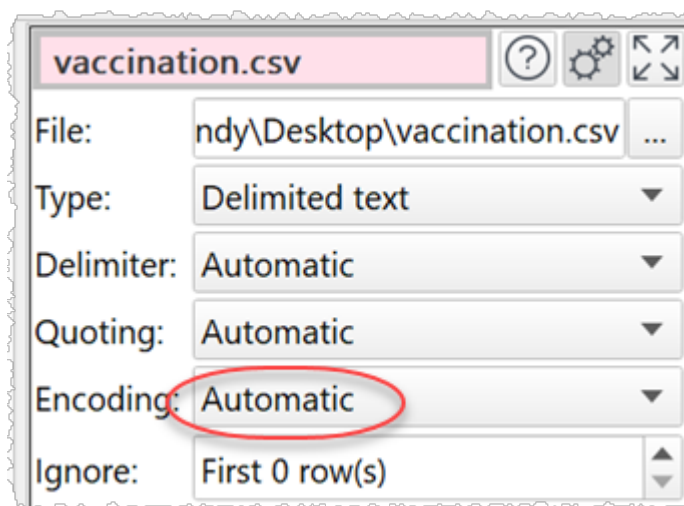 vaccination.csv
File: ndy\Desktop\vaccination.csv ...
Type: Delimited text
Delimiter: Automatic
Quoting: Automatic
Encoding: Automatic
Ignore: First 0 row(s)